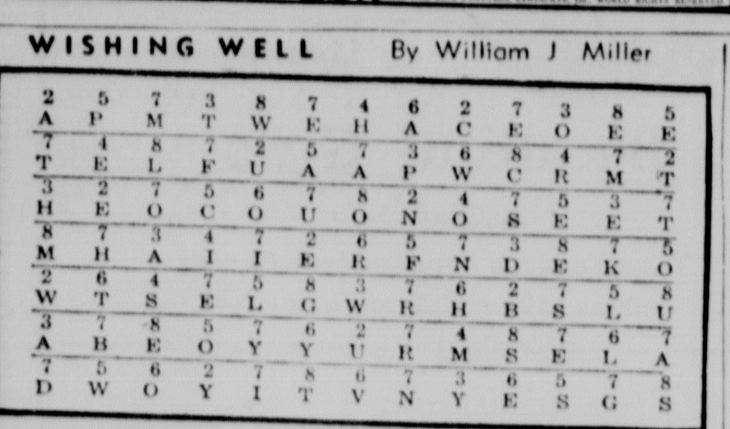 WISHING WELL By William J Miller
2 5 7 3 8 7 4 6 2 7 3 8 5
A P M T W E H A C E O E E
7 4 8 7 2 5 7 3 6 8 4 7 2
T E L F U A A P W C R M T
3 2 7 5 6 7 8 2 4 7 5 3 7
H E O C O U O N O S E E T
8 7 3 4 7 2 6 5 7 3 8 7 5
M H A I I E R F N D E K O
2 6 4 7 5 8 3 7 6 2 7 5 8
W T S E L G W R H B S L U
3 7 8 5 7 6 2 7 4 8 7 6 7
A B E O Y Y U R M S E L A
7 5 6 2 7 8 6 7 3 6 5 7 8
D W O Y I T V N Y E S G S